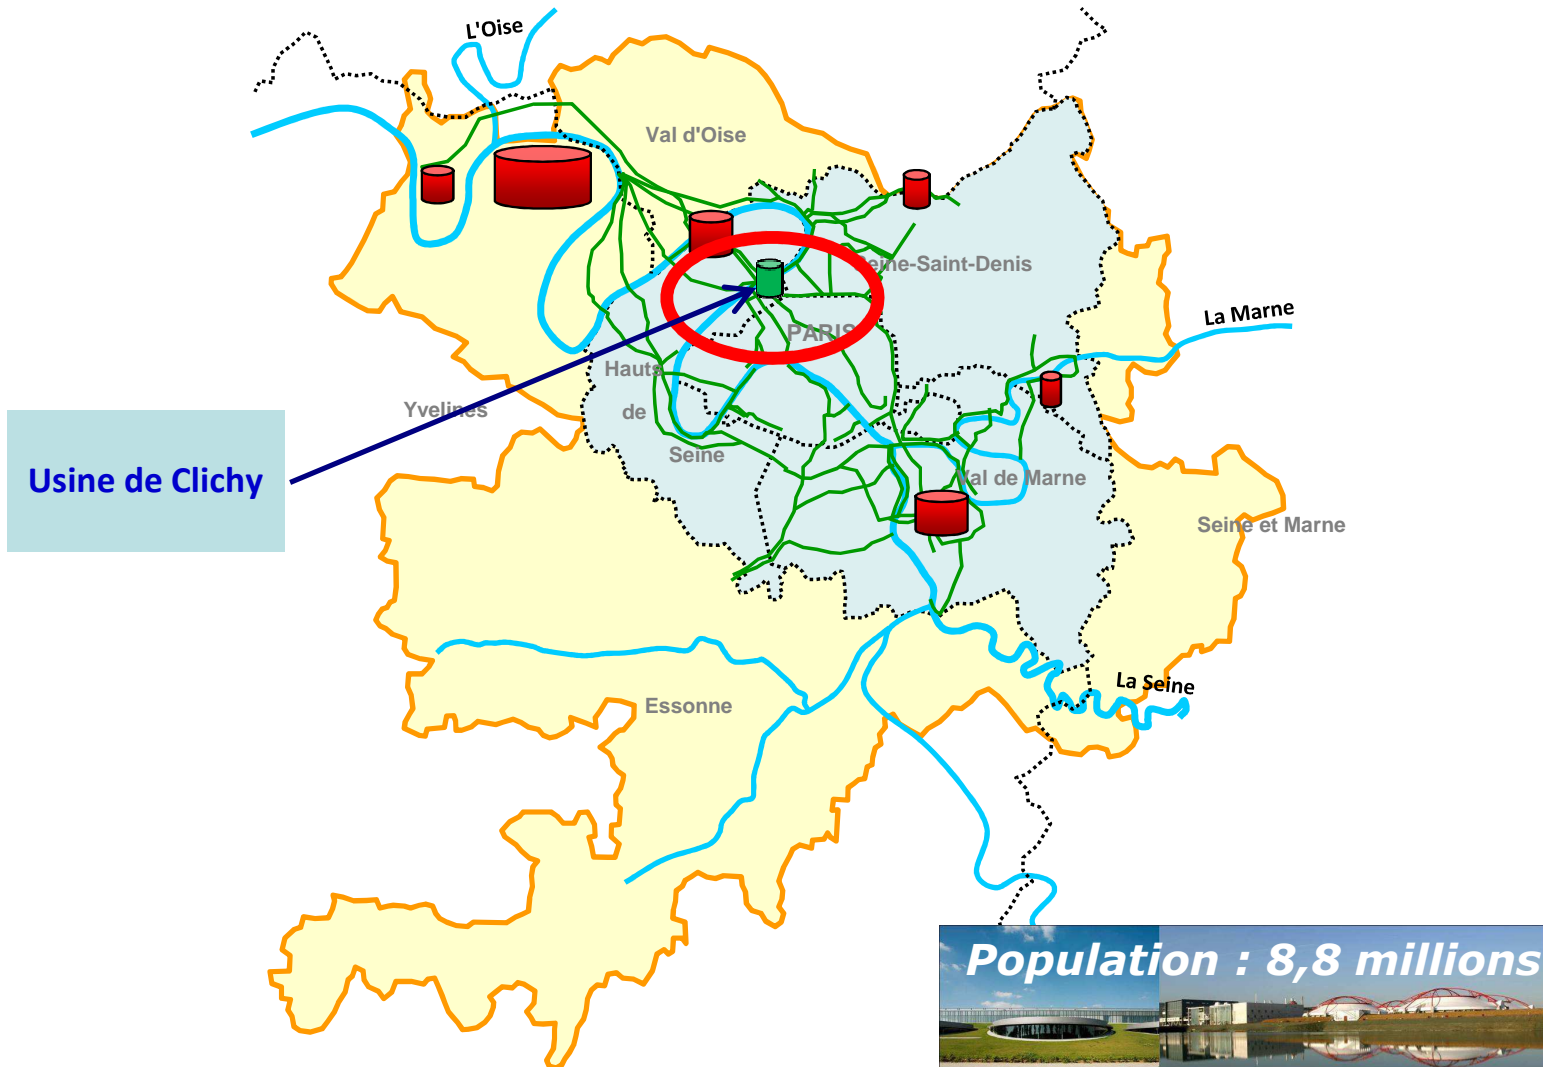 L'Oise
Val d'Oise
Seine-Saint-Denis
La Marne
PARIS
Hauts
de
Seine
Yvelines
Usine de Clichy
Val de Marne
Seine et Marne
La Seine
Essonne
Population : 8,8 millions